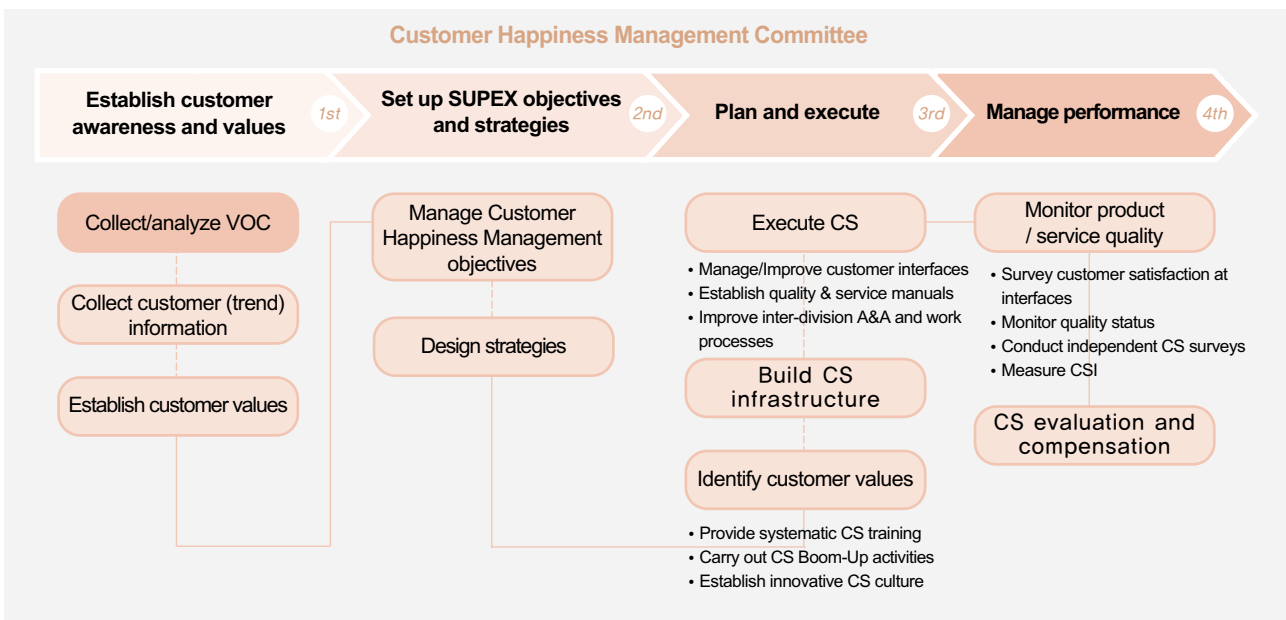 Customer Happiness Management Committee
Establish customer
awareness and values
1st
Set up SUPEX objectives
and strategies
2nd
Plan and execute
3rd
Manage performance
4th
Collect/analyze VOC
Collect customer (trend)
information
Establish customer values
Manage Customer
Happiness Management
objectives
Design strategies
Execute CS
• Manage/Improve customer interfaces
• Establish quality & service manuals
• Improve inter-division A&A and work
processes
Build CS
infrastructure
Identify customer values
• Provide systematic CS training
• Carry out CS Boom-Up activities
• Establish innovative CS culture
Monitor product
/ service quality
• Survey customer satisfaction at
interfaces
• Monitor quality status
• Conduct independent CS surveys
• Measure CSI
CS evaluation and
compensation